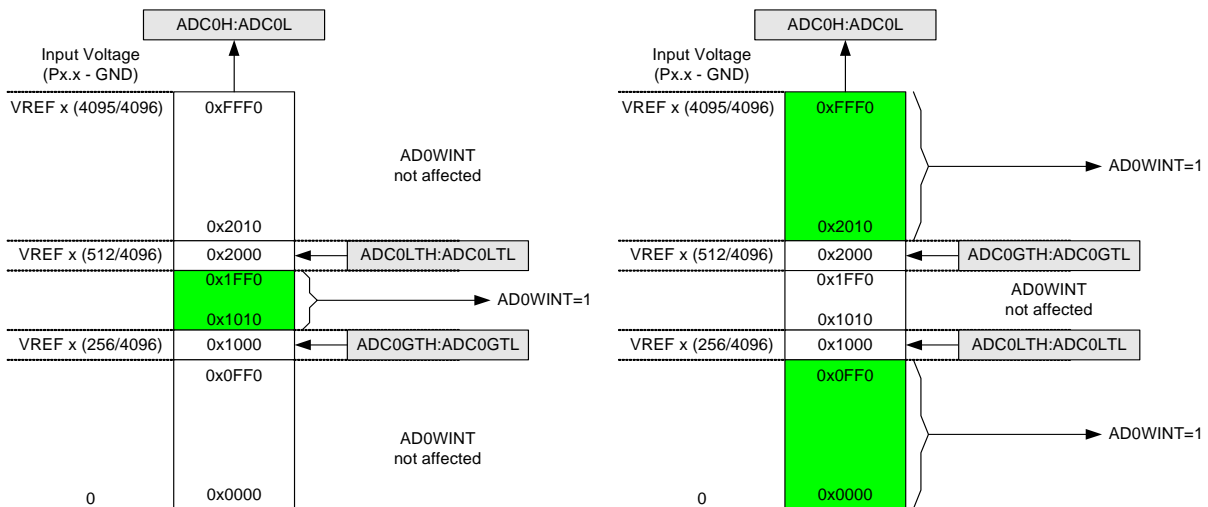 ADC0H:ADC0L
Input Voltage
(Px.x - GND)
VREF x (4095/4096)
0xFFF0
AD0WINT
not affected
0x2010
VREF x (512/4096)
0x2000
ADC0LTH:ADC0LTL
0x1FF0
AD0WINT=1
0x1010
VREF x (256/4096)
0x1000
ADC0GTH:ADC0GTL
0x0FF0
AD0WINT
not affected
0
0x0000
ADC0H:ADC0L
Input Voltage
(Px.x - GND)
VREF x (4095/4096)
0xFFF0
AD0WINT=1
0x2010
VREF x (512/4096)
0x2000
ADC0GTH:ADC0GTL
0x1FF0
AD0WINT
not affected
0x1010
VREF x (256/4096)
0x1000
ADC0LTH:ADC0LTL
0x0FF0
AD0WINT=1
0
0x0000